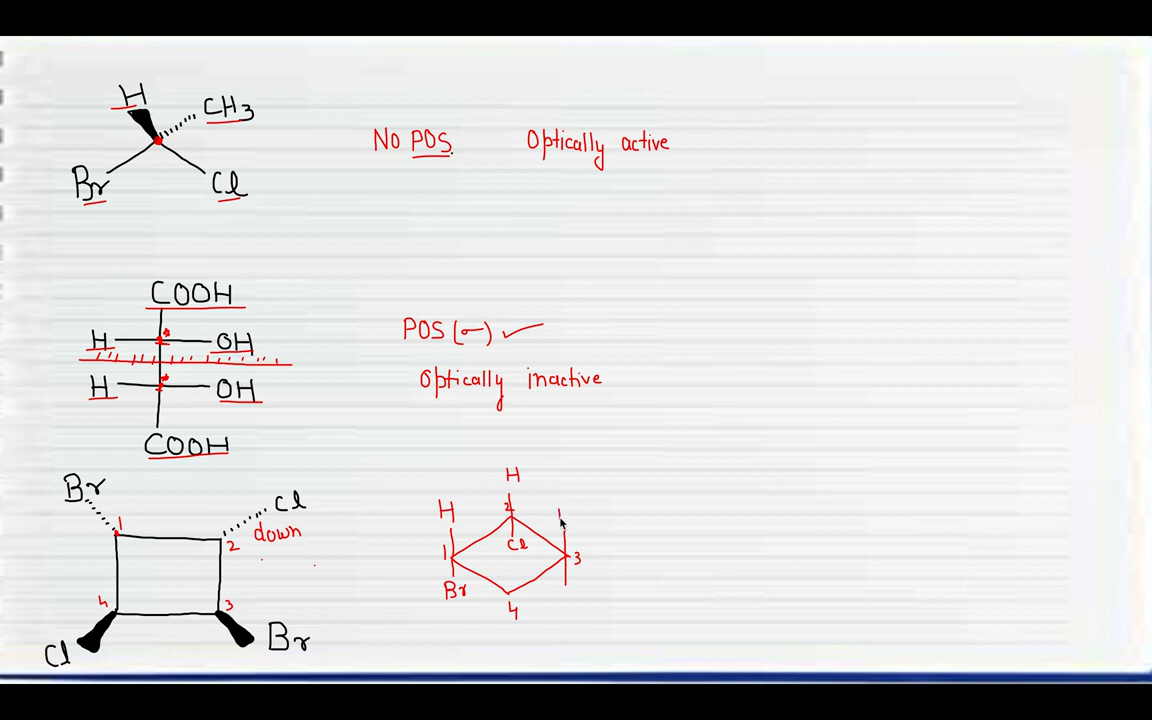 H
CH3
Br
Cl
No POS. Optically active
COOH
H OH
H OH
COOH
POS (σ) ✓
Optically inactive
Br
Cl
1
2
down
4
3
Cl
Br
H
H
2
Cl
1
3
Br
4